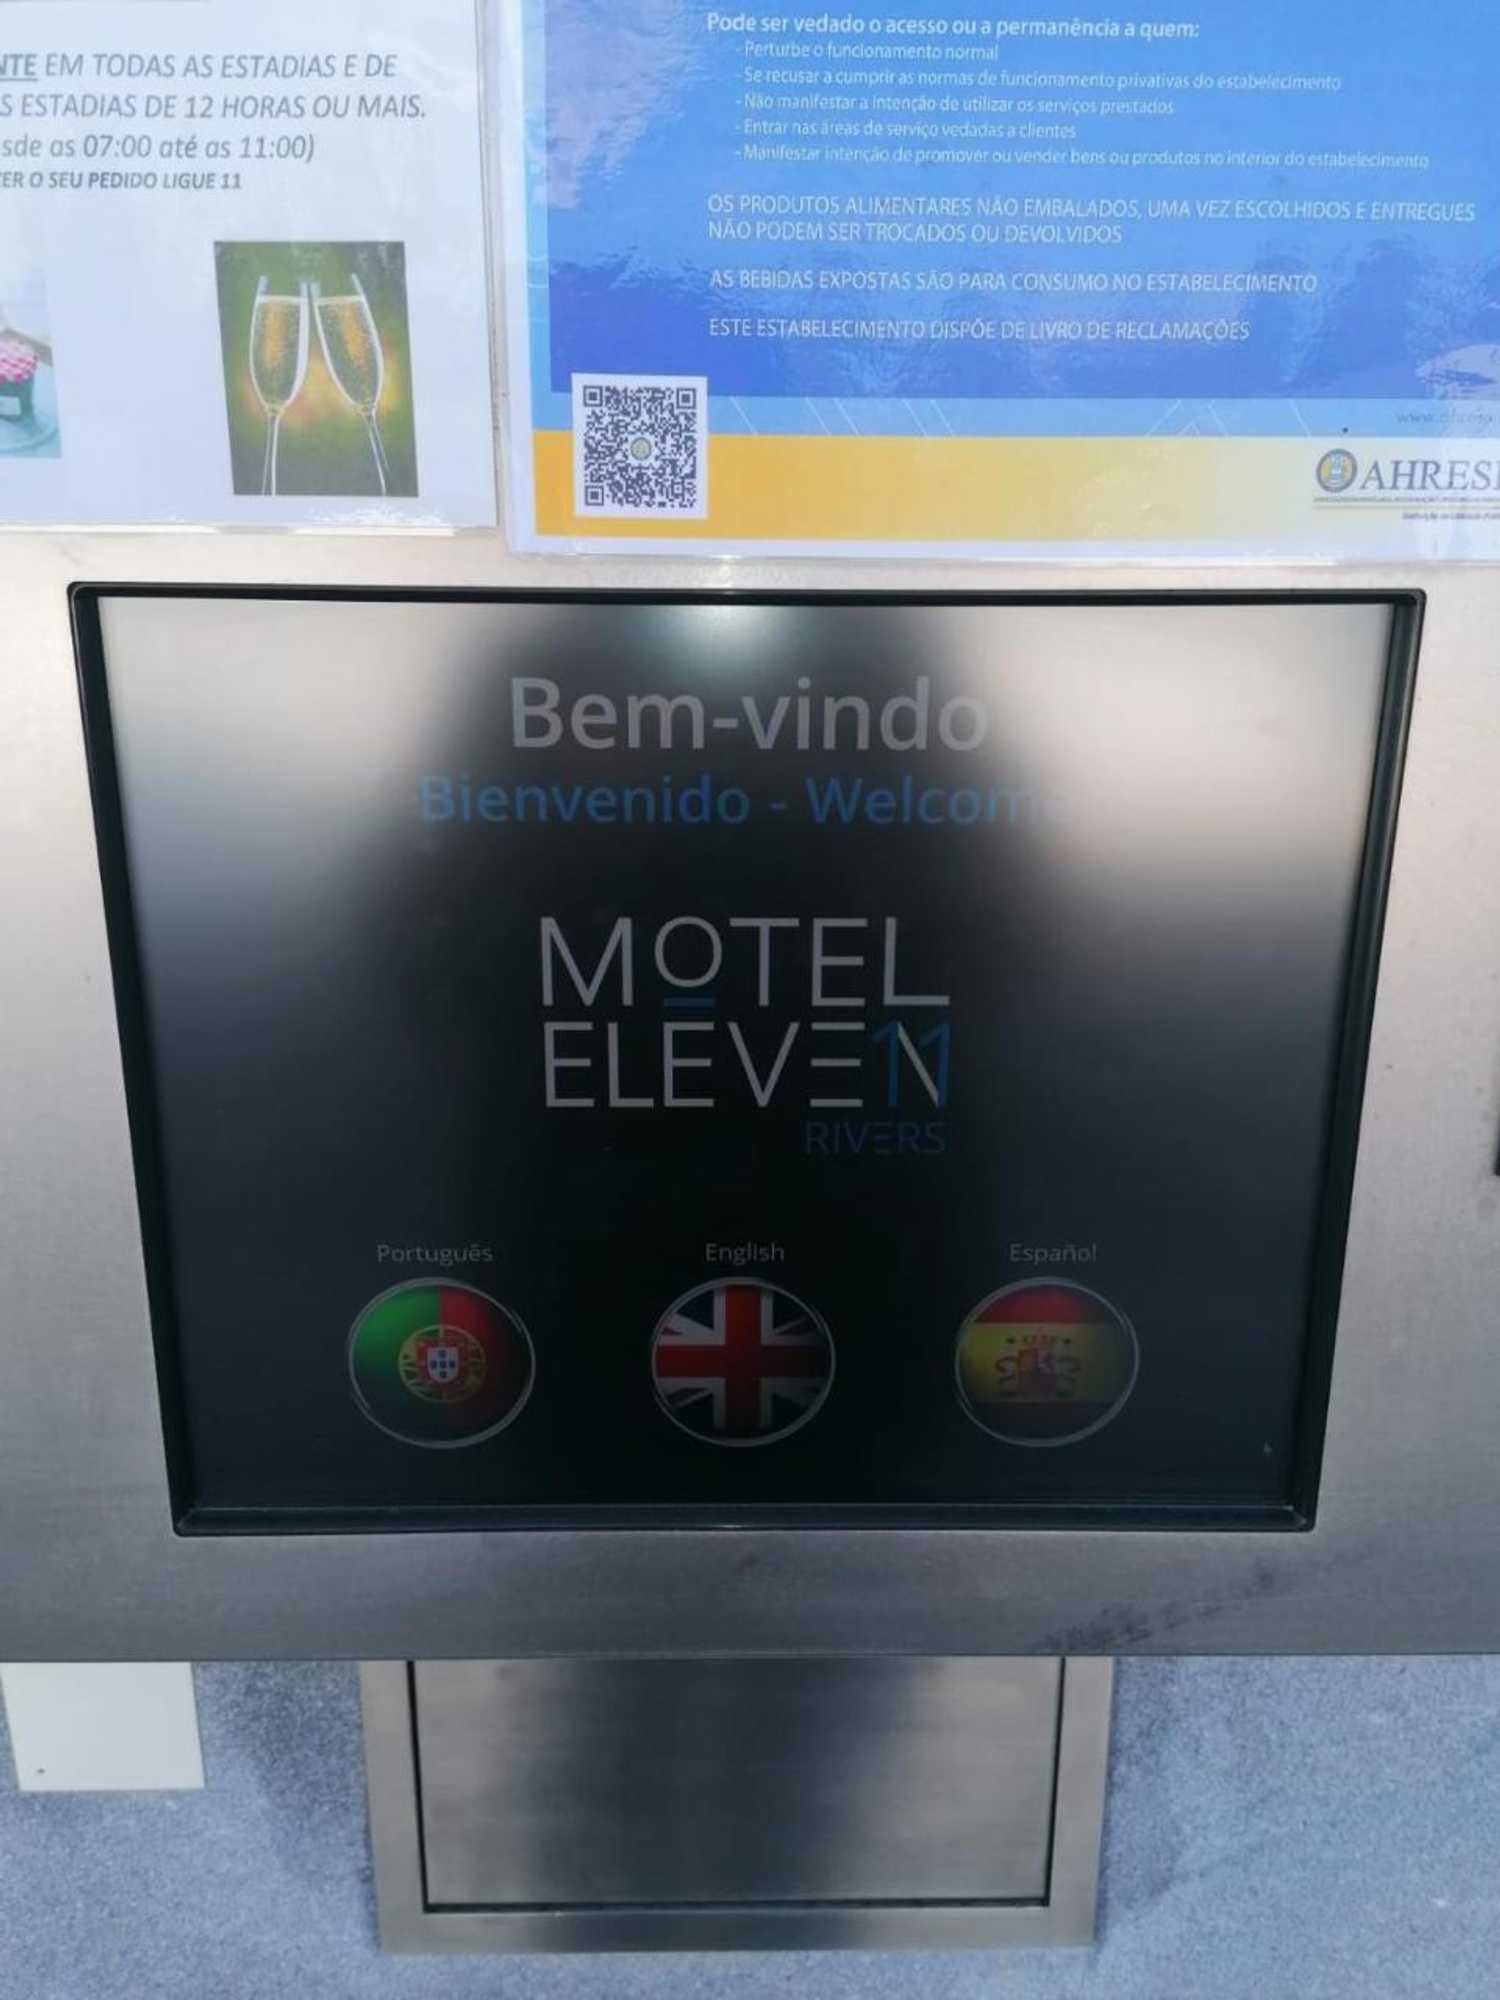 NTE EM TODAS AS ESTADIAS E DE
S ESTADIAS DE 12 HORAS OU MAIS.
sde as 07:00 até as 11:00)
ER O SEU PEDIDO LIGUE 11
Pode ser vedado o acesso ou a permanência a quem:
- Perturbe o funcionamento normal
- Se recusar a cumprir as normas de funcionamento privativas do estabelecimento
- Não manifestar a intenção de utilizar os serviços prestados
- Entrar nas áreas de serviço vedadas a clientes
- Manifestar intenção de promover ou vender bens ou produtos no interior do estabelecimento
OS PRODUTOS ALIMENTARES NÃO EMBALADOS, UMA VEZ ESCOLHIDOS E ENTREGUES
NÃO PODEM SER TROCADOS OU DEVOLVIDOS
AS BEBIDAS EXPOSTAS SÃO PARA CONSUMO NO ESTABELECIMENTO
ESTE ESTABELECIMENTO DISPÕE DE LIVRO DE RECLAMAÇÕES
AHRES
Bem-vindo
Bienvenido - Welcome
MOTEL
ELEVEN
RIVERS
Português English Español